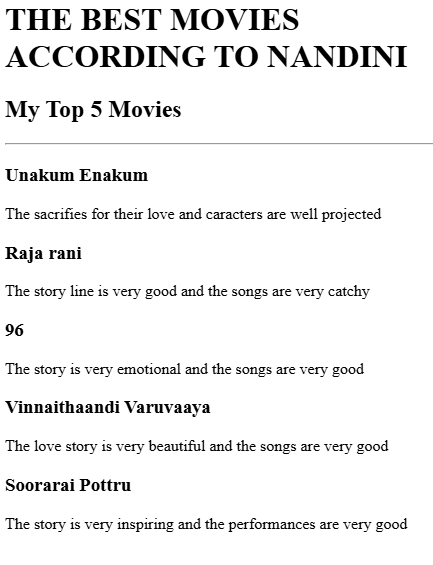 THE BEST MOVIES
ACCORDING TO NANDINI
My Top 5 Movies
Unakum Enakum
The sacrifies for their love and caracters are well projected
Raja rani
The story line is very good and the songs are very catchy
96
The story is very emotional and the songs are very good
Vinnaithaandi Varuvaaya
The love story is very beautiful and the songs are very good
Soorarai Pottru
The story is very inspiring and the performances are very good